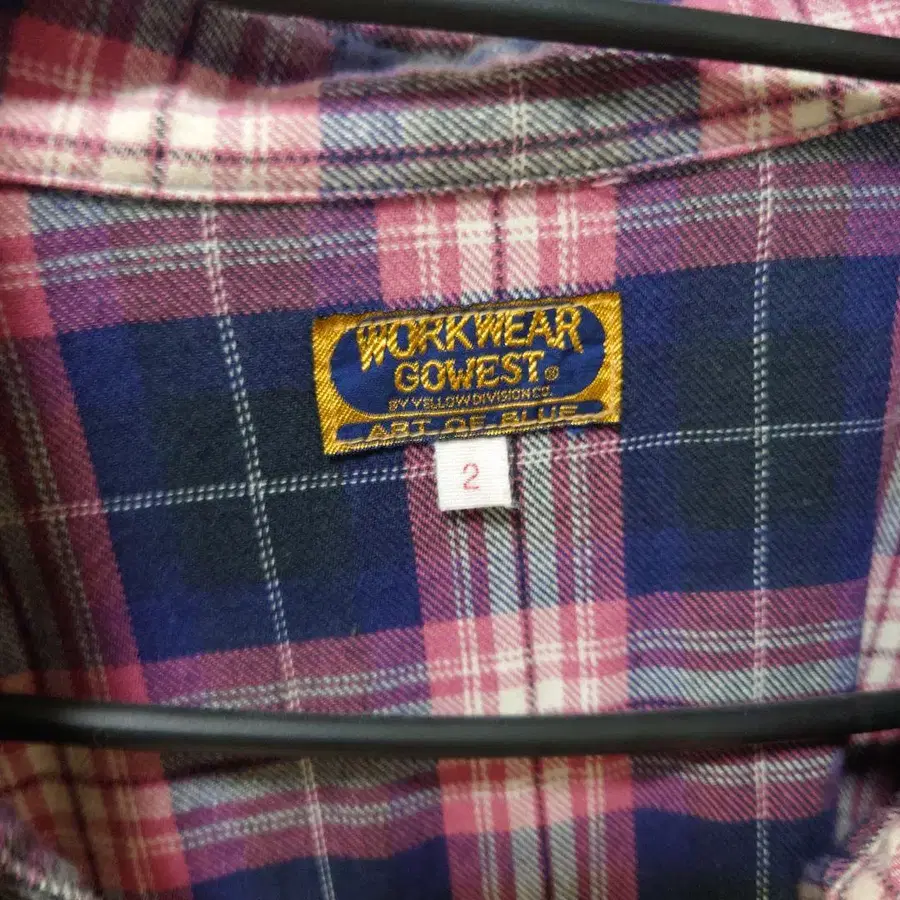 WORKWEAR
GOWEST®
BY YELLOW DIVISION CO.
ART OF BLUE
2